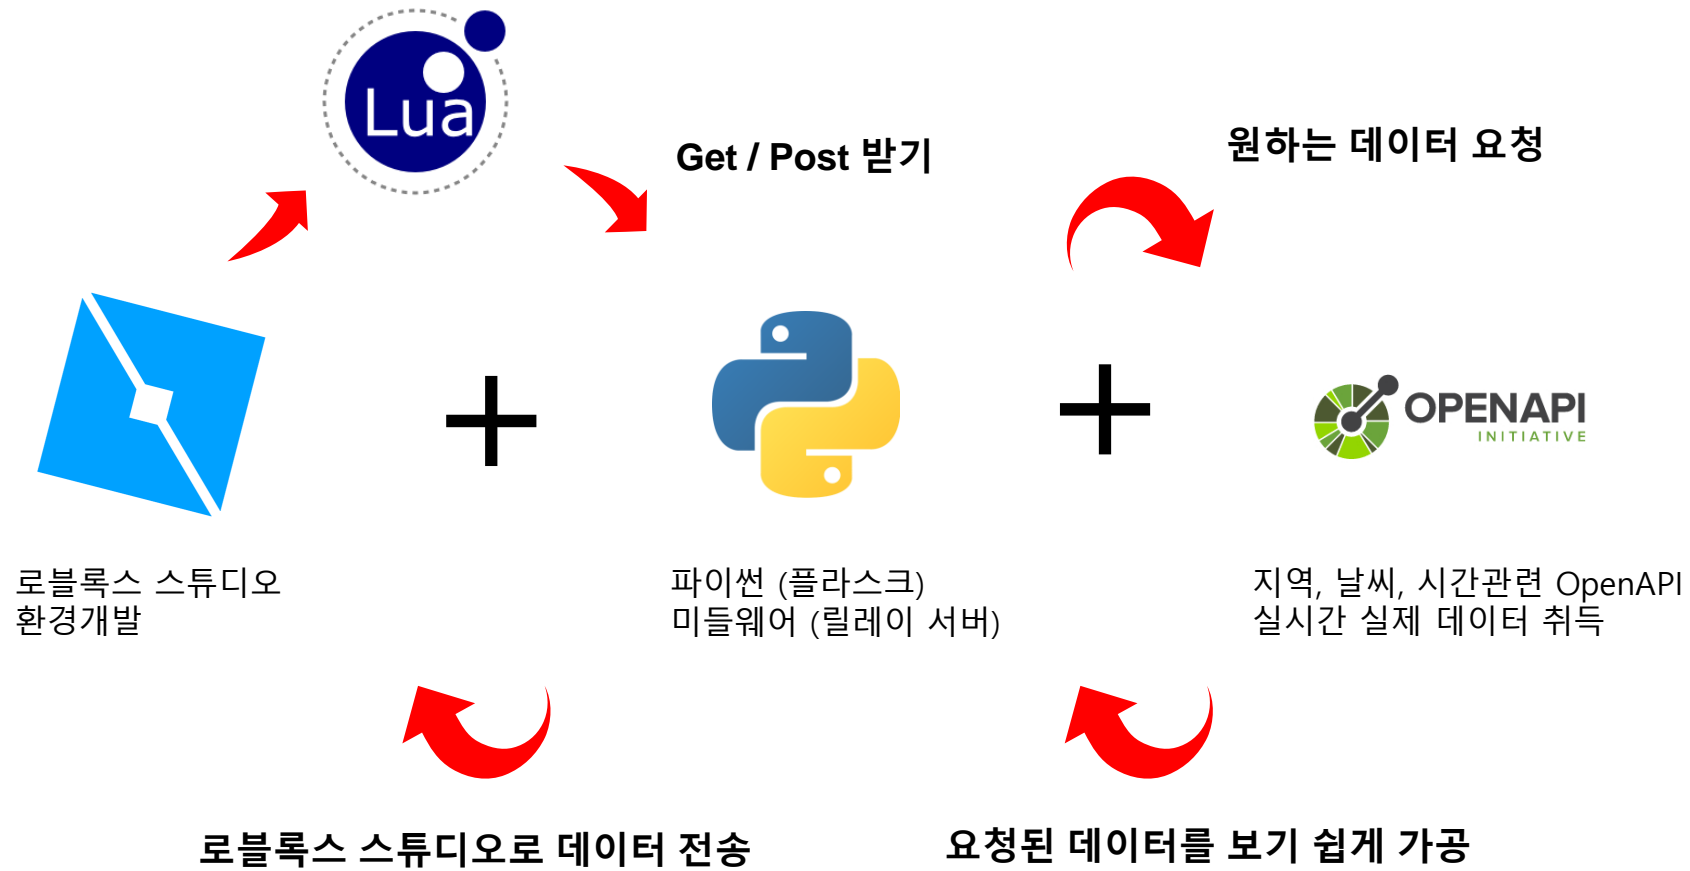 Lua
Get / Post 받기
원하는 데이터 요청
OPENAPI
INITIATIVE
로블록스 스튜디오
환경개발
파이썬 (플라스크)
미들웨어 (릴레이 서버)
지역, 날씨, 시간관련 OpenAPI
실시간 실제 데이터 취득
로블록스 스튜디오로 데이터 전송
요청된 데이터를 보기 쉽게 가공